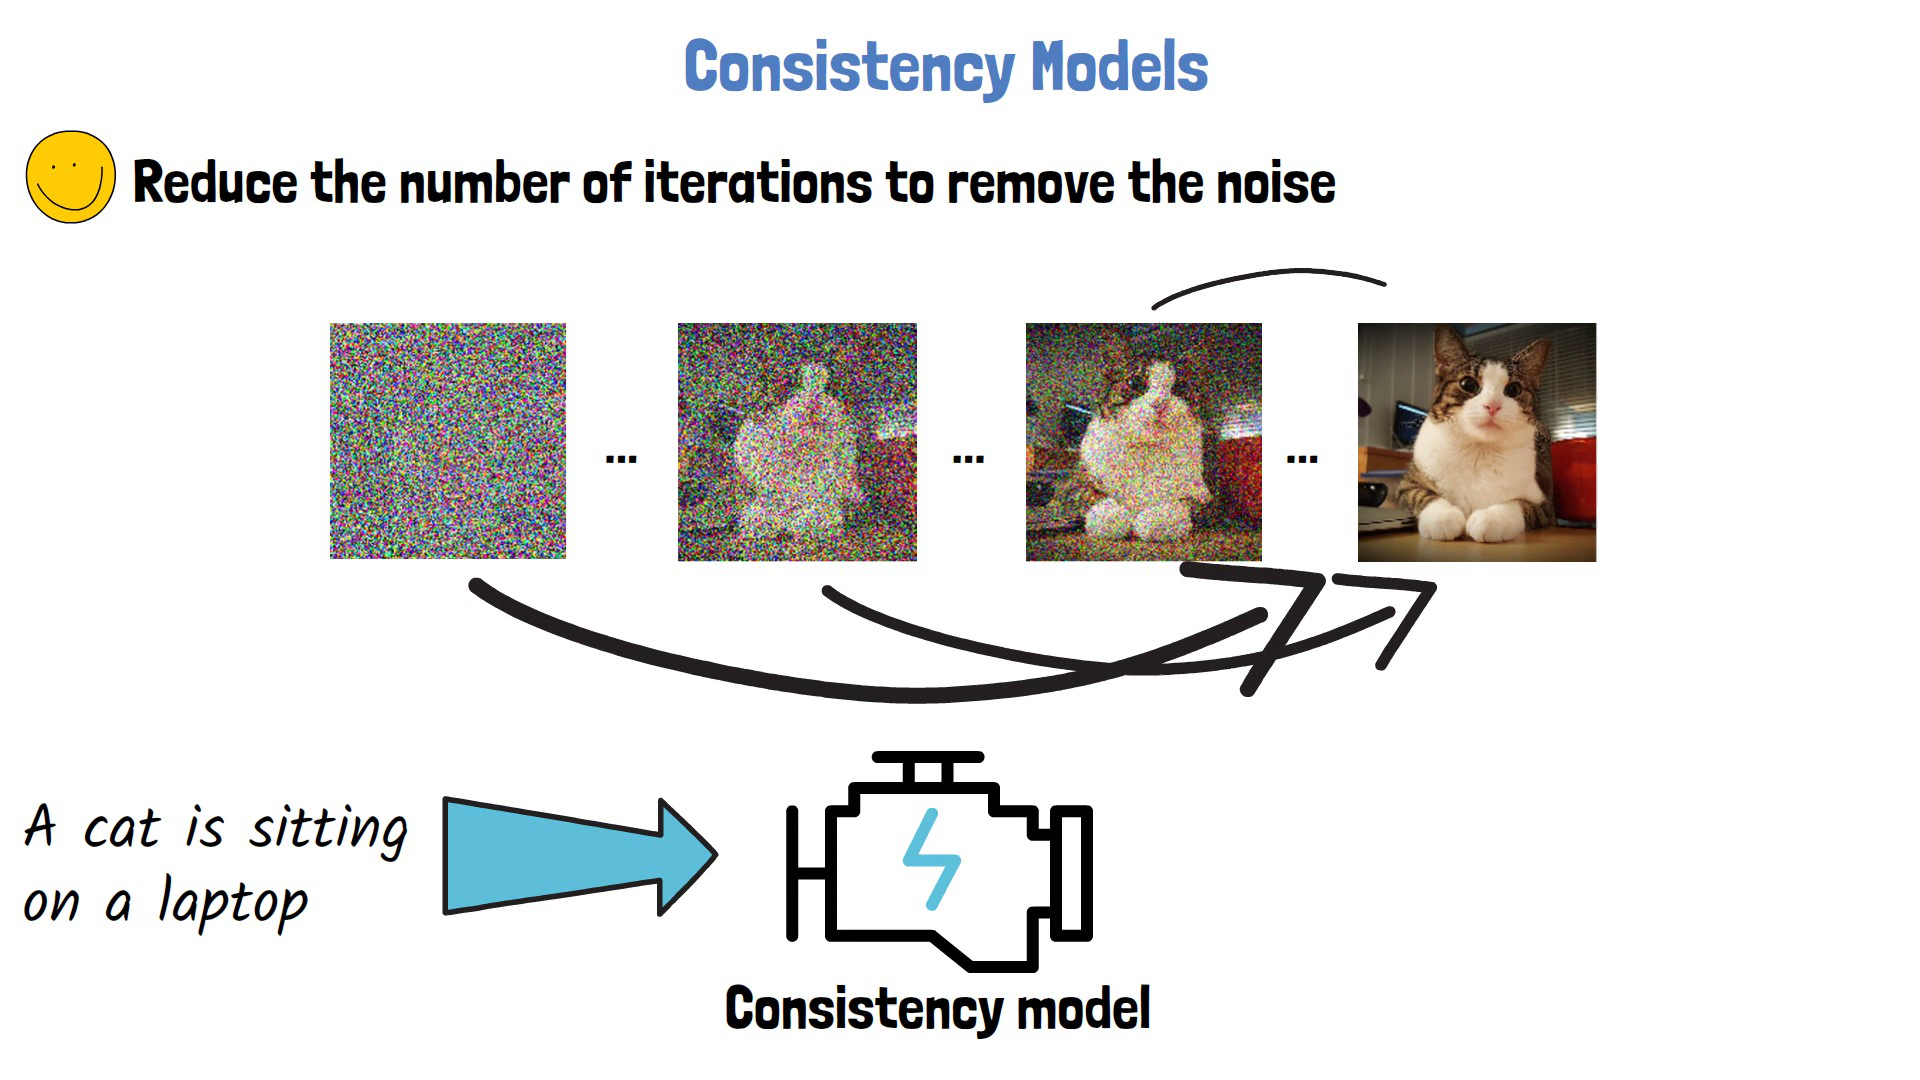 Consistency Models
Reduce the number of iterations to remove the noise
... ... ...
A cat is sitting
on a laptop
Consistency model